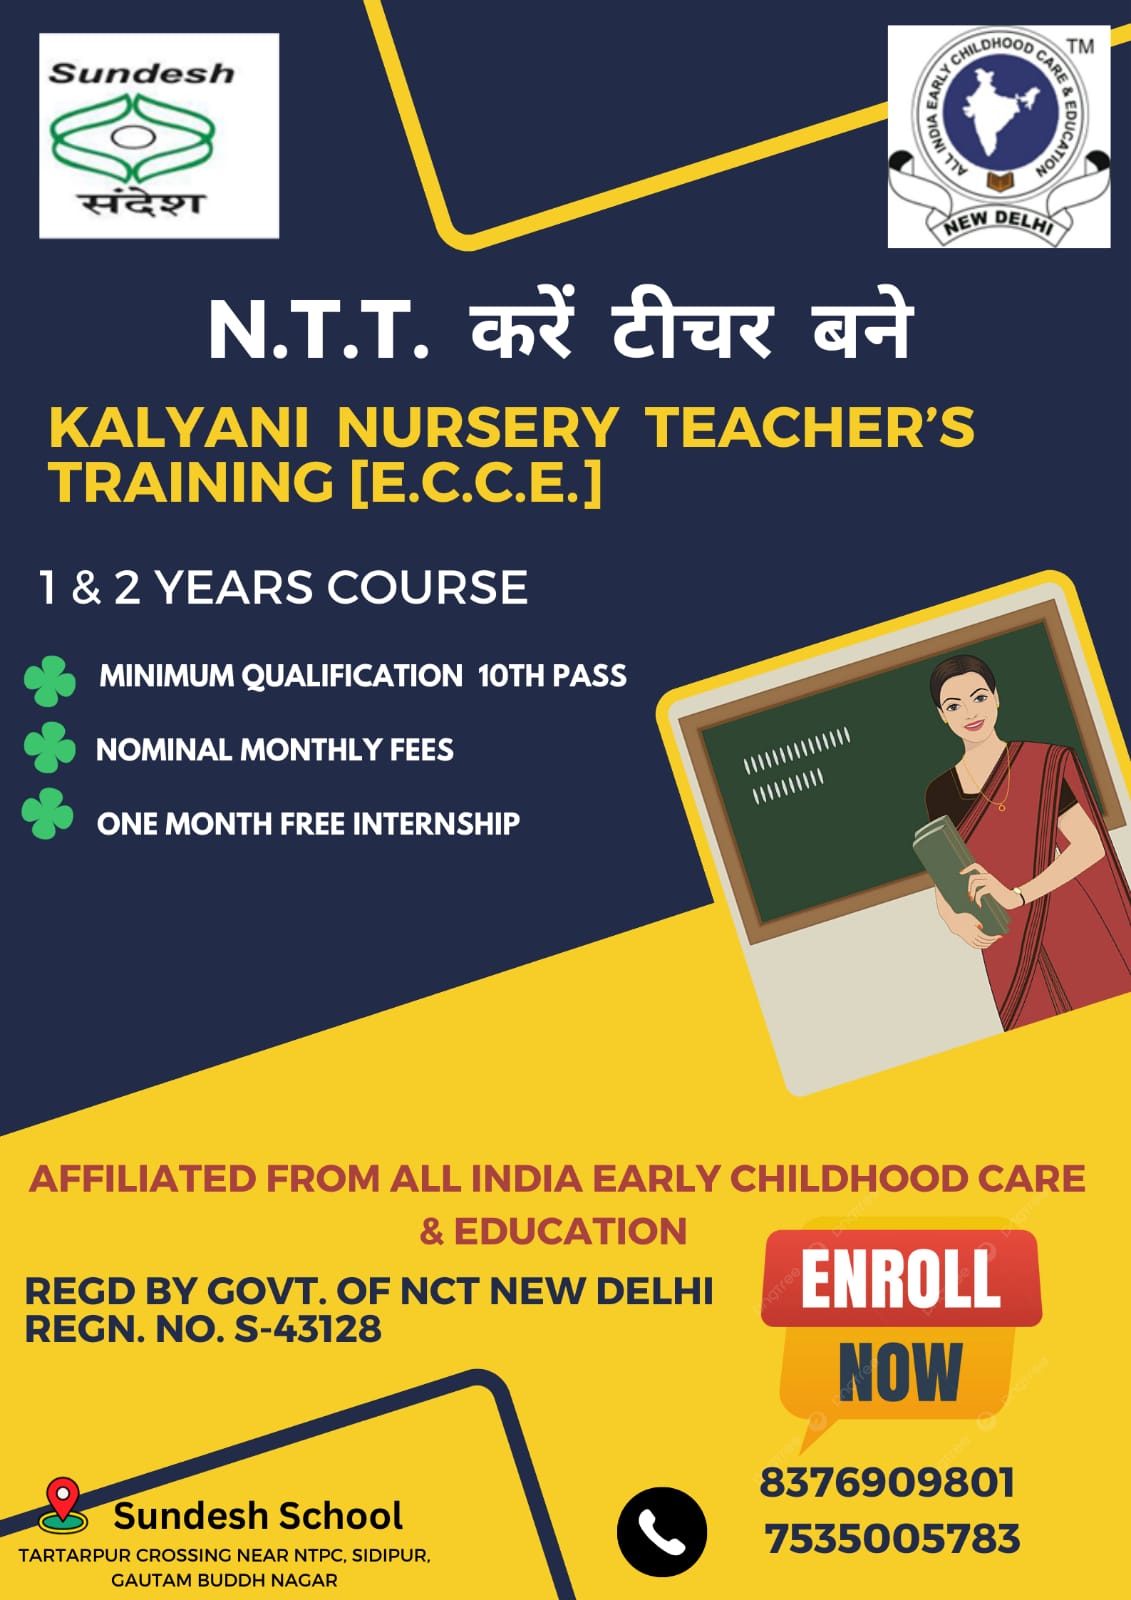 Sundesh
संदेश
ALL INDIA EARLY CHILDHOOD CARE & EDUCATION
TM
NEW DELHI
N.T.T. करें टीचर बने
KALYANI NURSERY TEACHER’S
TRAINING [E.C.C.E.]
1 & 2 YEARS COURSE
MINIMUM QUALIFICATION 10TH PASS
NOMINAL MONTHLY FEES
ONE MONTH FREE INTERNSHIP
AFFILIATED FROM ALL INDIA EARLY CHILDHOOD CARE
& EDUCATION
REGD BY GOVT. OF NCT NEW DELHI
REGN. NO. S-43128
ENROLL
NOW
8376909801
7535005783
Sundesh School
TARTARPUR CROSSING NEAR NTPC, SIDIPUR,
GAUTAM BUDDH NAGAR